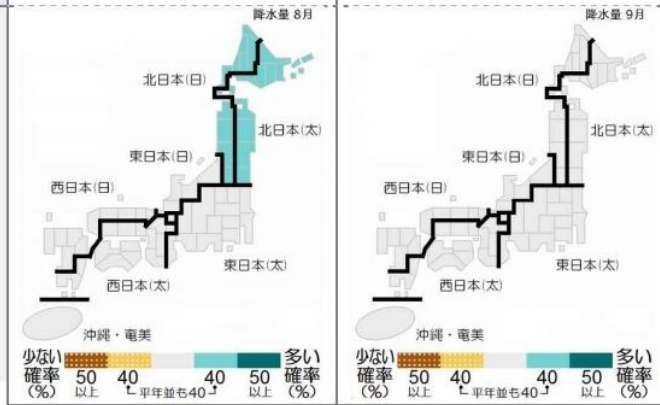 降水量 8月
北日本(日)
北日本(太)
東日本(日)
西日本(日)
東日本(太)
西日本(太)
沖縄・奄美
少ない 多い
確率 確率
(%) 50 40 40 50 (%)
以上 平年並も40 以上
降水量 9月
北日本(日)
北日本(太)
東日本(日)
西日本(日)
東日本(太)
西日本(太)
沖縄・奄美
少ない 多い
確率 確率
(%) 50 40 40 50 (%)
以上 平年並も40 以上